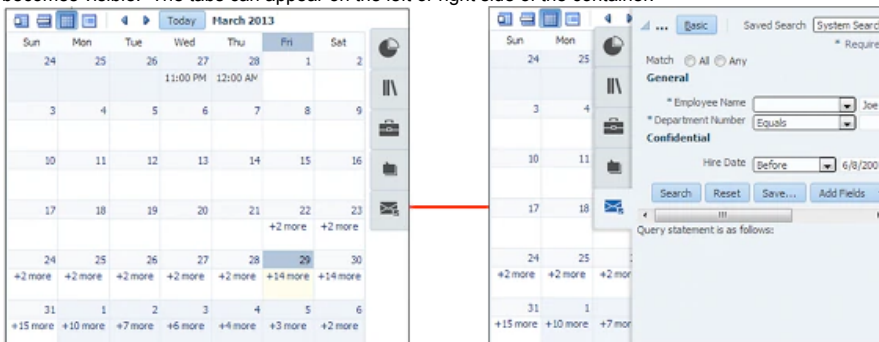 becomes visible. The tabs can appear on the left or right side of the container.
Today March 2013
Sun Mon Tue Wed Thu Fri Sat
24 25 26 27 28 1 2
11:00 PM 12:00 AM
3 4 5 6 7 8 9
10 11 12 13 14 15 16
17 18 19 20 21 22 23
+2 more +2 more
24 25 26 27 28 29 30
+2 more +2 more +2 more +2 more +2 more +14 more +14 more
31 1 2 3 4 5 6
+15 more +10 more +7 more +6 more +4 more +3 more +2 more
Sun Mon
24 25
3 4
10 11
17 18
24 25
+2 more +2 more +2 mor
31 1
+15 more +10 more +7 mor
... Basic Saved Search System Searc
* Require
Match All Any
General
* Employee Name Joe
* Department Number Equals
Confidential
Hire Date Before 6/8/200
Search Reset Save... Add Fields
Query statement is as follows: